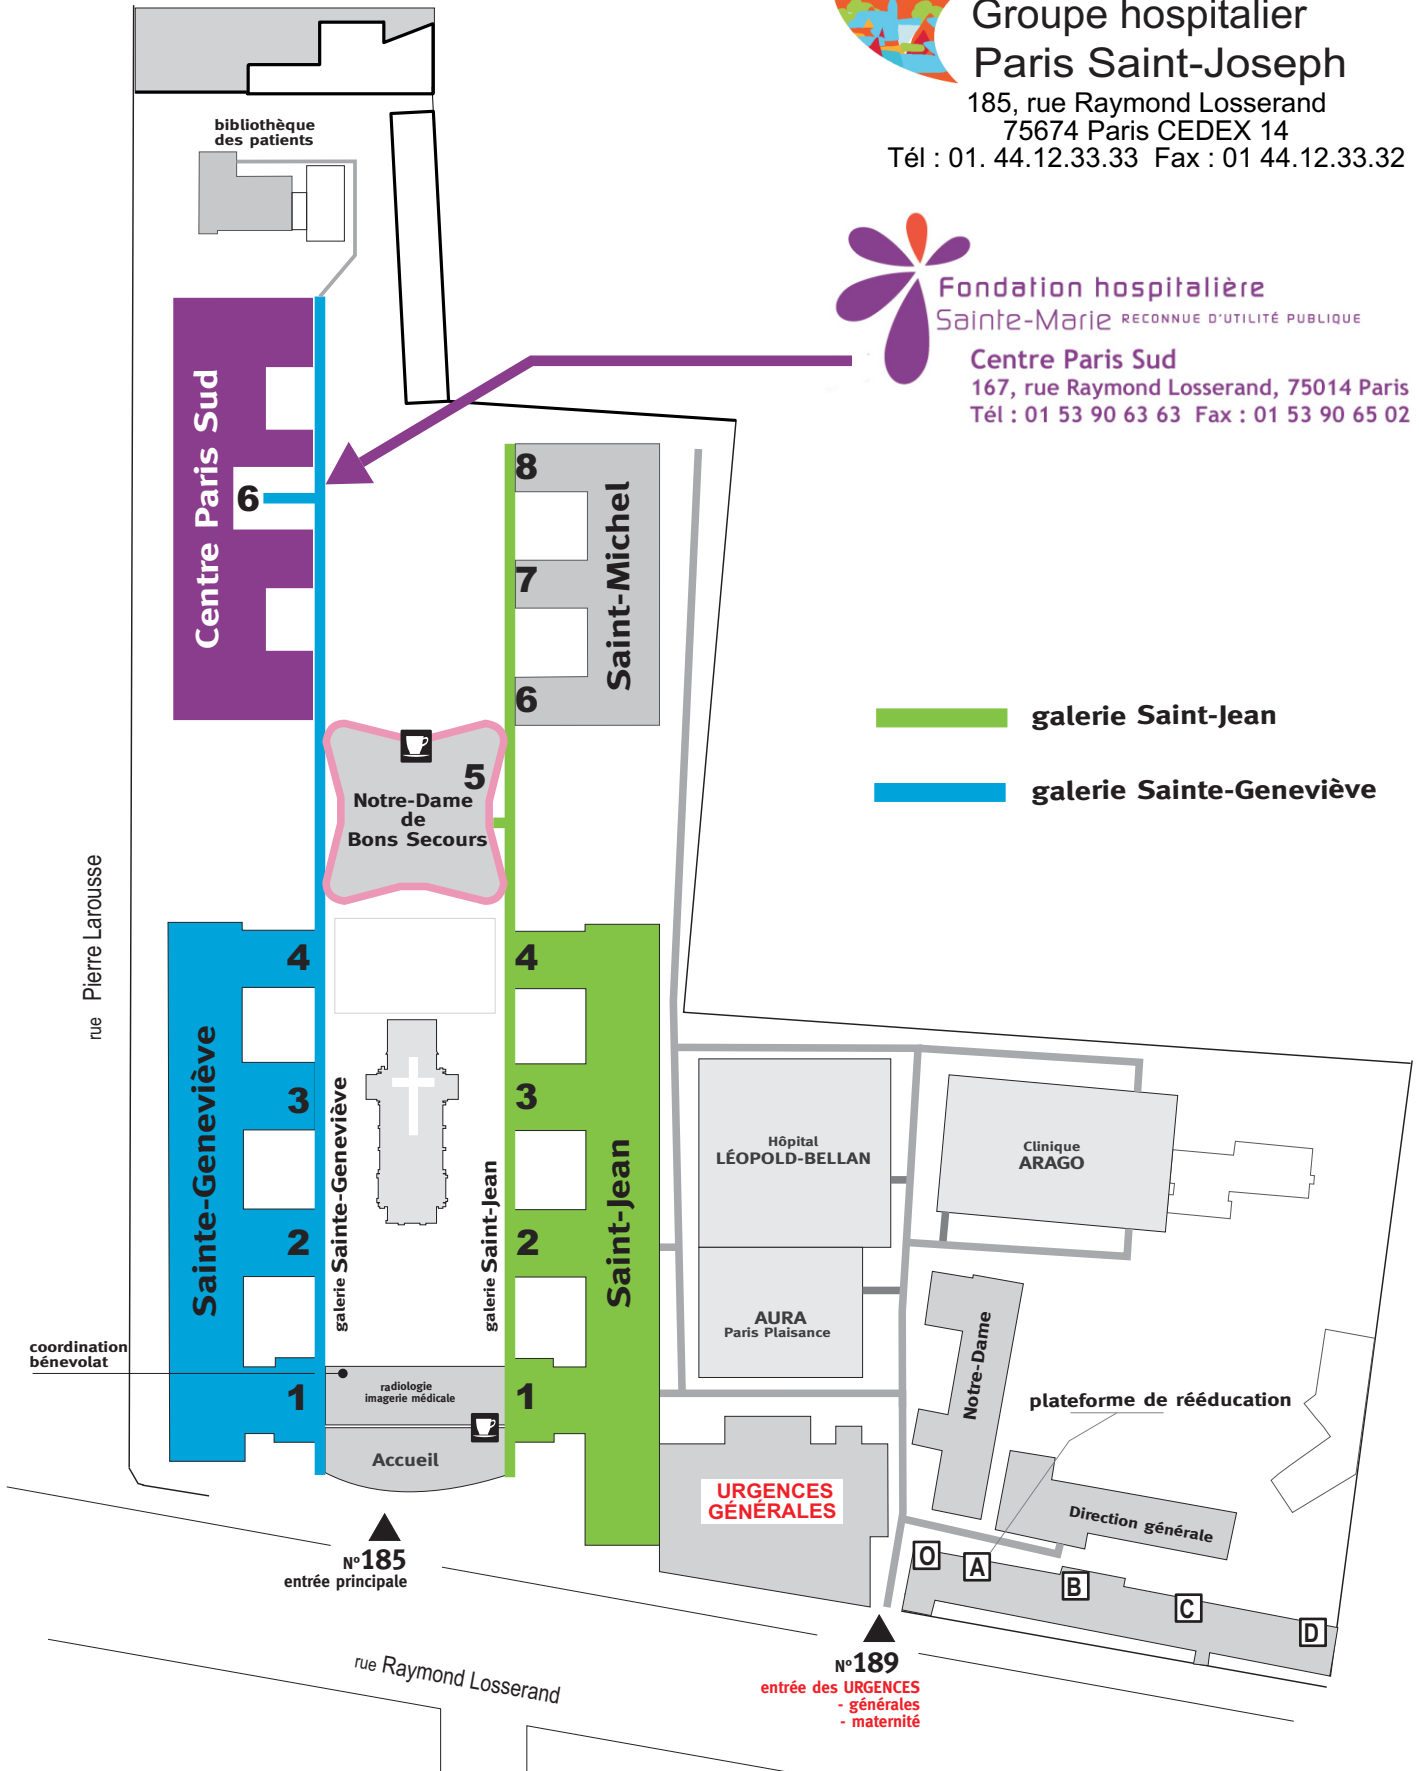 Groupe hospitalier
Paris Saint-Joseph
185, rue Raymond Losserand
75674 Paris CEDEX 14
Tél : 01. 44.12.33.33 Fax : 01 44.12.33.32
bibliothèque
des patients
Fondation hospitalière
Sainte-Marie RECONNUE D'UTILITÉ PUBLIQUE
Centre Paris Sud
167, rue Raymond Losserand, 75014 Paris
Tél : 01 53 90 63 63 Fax : 01 53 90 65 02
Centre Paris Sud
6
8
7
6
Saint-Michel
galerie Saint-Jean
galerie Sainte-Geneviève
5
Notre-Dame
de
Bons Secours
rue Pierre Larousse
4
3
2
1
Sainte-Geneviève
galerie Sainte-Geneviève
galerie Saint-Jean
4
3
2
1
Saint-Jean
Hôpital
LÉOPOLD-BELLAN
Clinique
ARAGO
AURA
Paris Plaisance
Notre-Dame
coordination
bénevolat
radiologie
imagerie médicale
Accueil
plateforme de rééducation
URGENCES
GÉNÉRALES
Direction générale
O
A
B
C
D
N°185
entrée principale
N°189
entrée des URGENCES
- générales
- maternité
rue Raymond Losserand